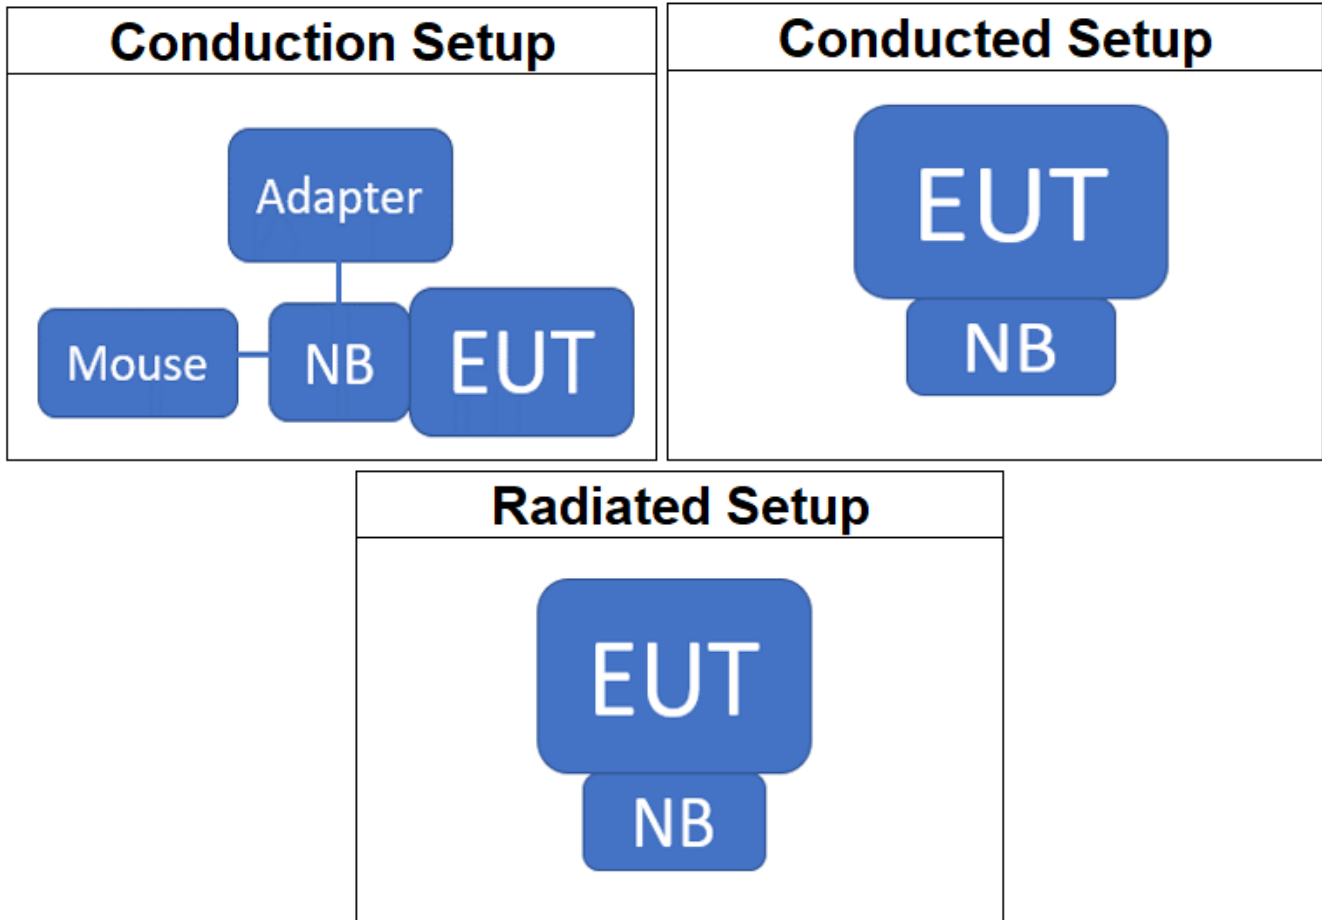 Conduction Setup
Adapter
Mouse
NB
EUT
Conducted Setup
EUT
NB
Radiated Setup
EUT
NB